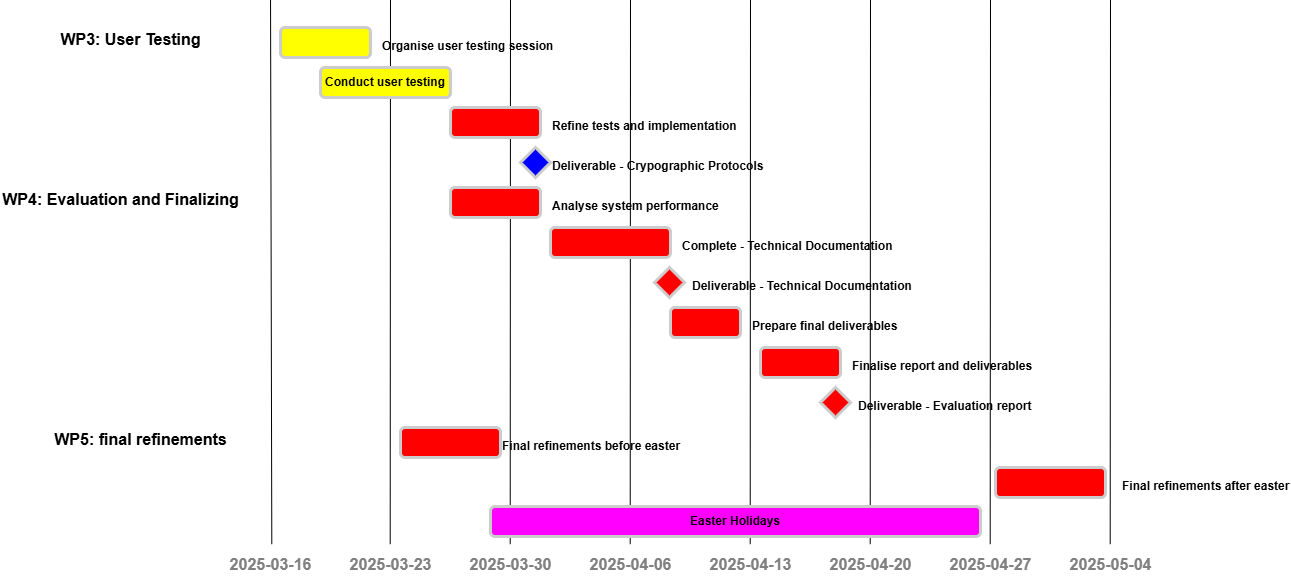 WP3: User Testing
Organise user testing session
Conduct user testing
Refine tests and implementation
Deliverable - Crypographic Protocols
WP4: Evaluation and Finalizing
Analyse system performance
Complete - Technical Documentation
Deliverable - Technical Documentation
Prepare final deliverables
Finalise report and deliverables
Deliverable - Evaluation report
WP5: final refinements
Final refinements before easter
Final refinements after easter
Easter Holidays
2025-03-16
2025-03-23
2025-03-30
2025-04-06
2025-04-13
2025-04-20
2025-04-27
2025-05-04